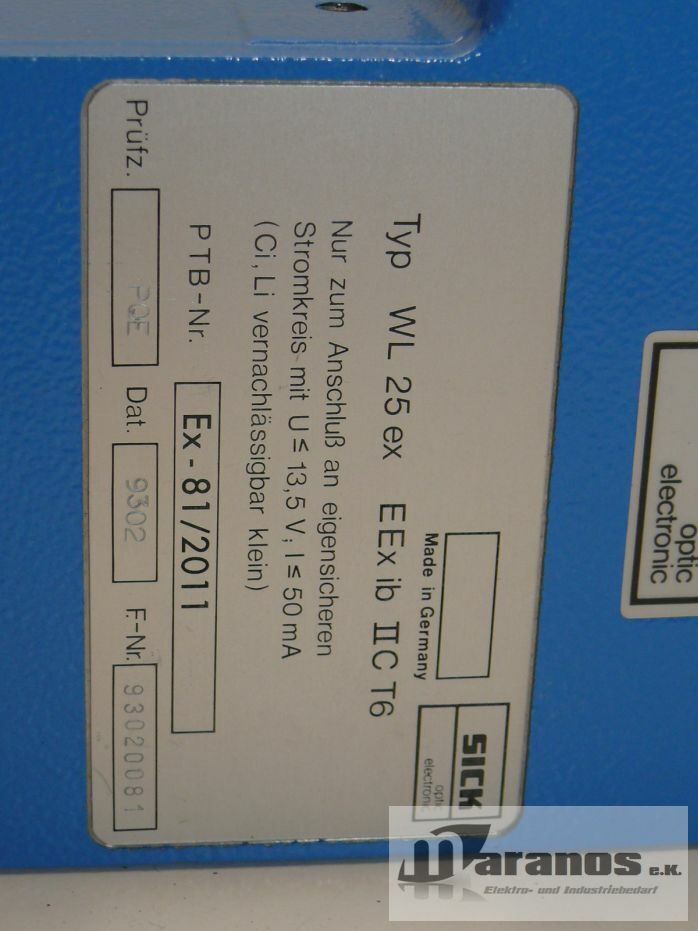 SICK
optic
electronic
Made in Germany
Typ WL 25 ex EEx ib IIC T6
Nur zum Anschluß an eigensicheren
Stromkreis mit U ≤ 13,5 V; I ≤ 50 mA
(Ci, Li vernachlässigbar klein)
PTB-Nr. Ex-81/2011
Prüfz. PQE Dat. 9302 F.-Nr. 93020081
optic
electronic
maranos e.K.
Elektro- und Industriebedarf